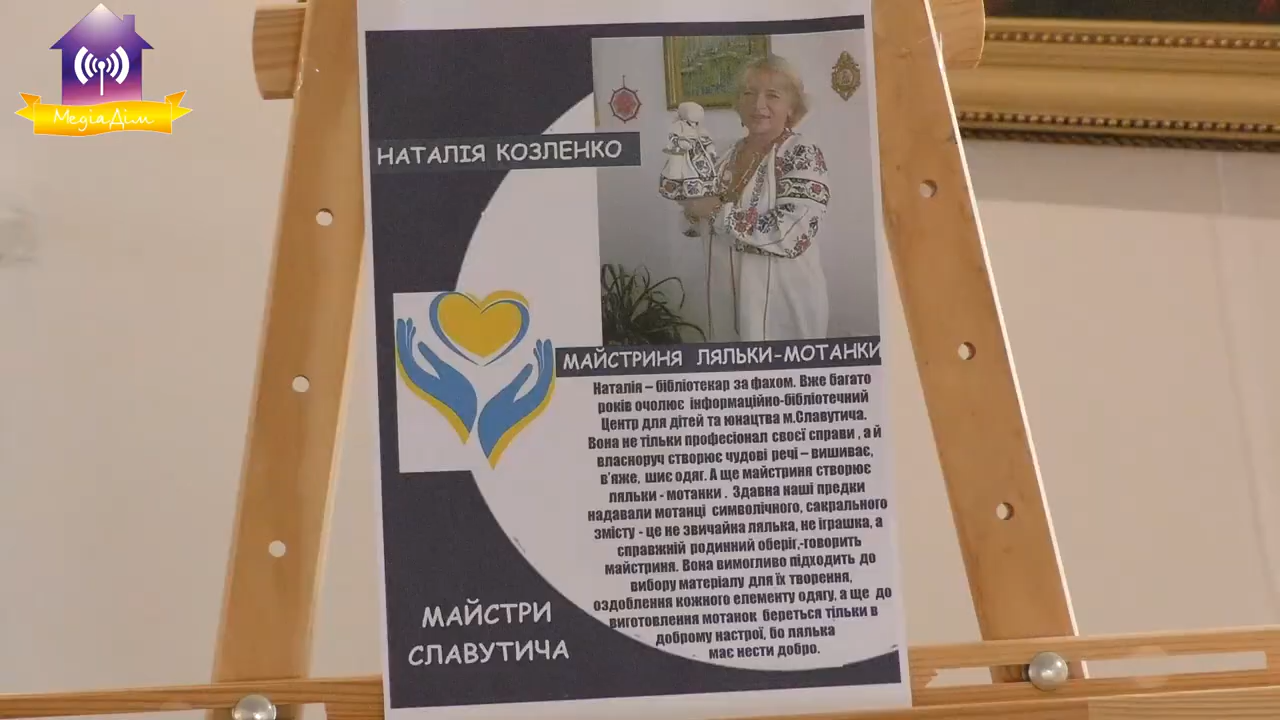 МедіаДім
НАТАЛІЯ КОЗЛЕНКО
МАЙСТРИНЯ ЛЯЛЬКИ-МОТАНКИ
Наталія – бібліотекар за фахом. Вже багато
років очолює інформаційно-бібліотечний
Центр для дітей та юнацтва м.Славутича.
Вона не тільки професіонал своєї справи , а й
власноруч створює чудові речі – вишиває,
в'яже, шиє одяг. А ще майстриня створює
ляльки - мотанки . Здавна наші предки
надавали мотанці символічного, сакрального
змісту - це не звичайна лялька, не іграшка, а
справжній родинний оберіг,-говорить
майстриня. Вона вимогливо підходить до
вибору матеріалу для їх творення,
оздоблення кожного елементу одягу, а ще до
виготовлення мотанок береться тільки в
доброму настрої, бо лялька
має нести добро.
МАЙСТРИ
СЛАВУТИЧА